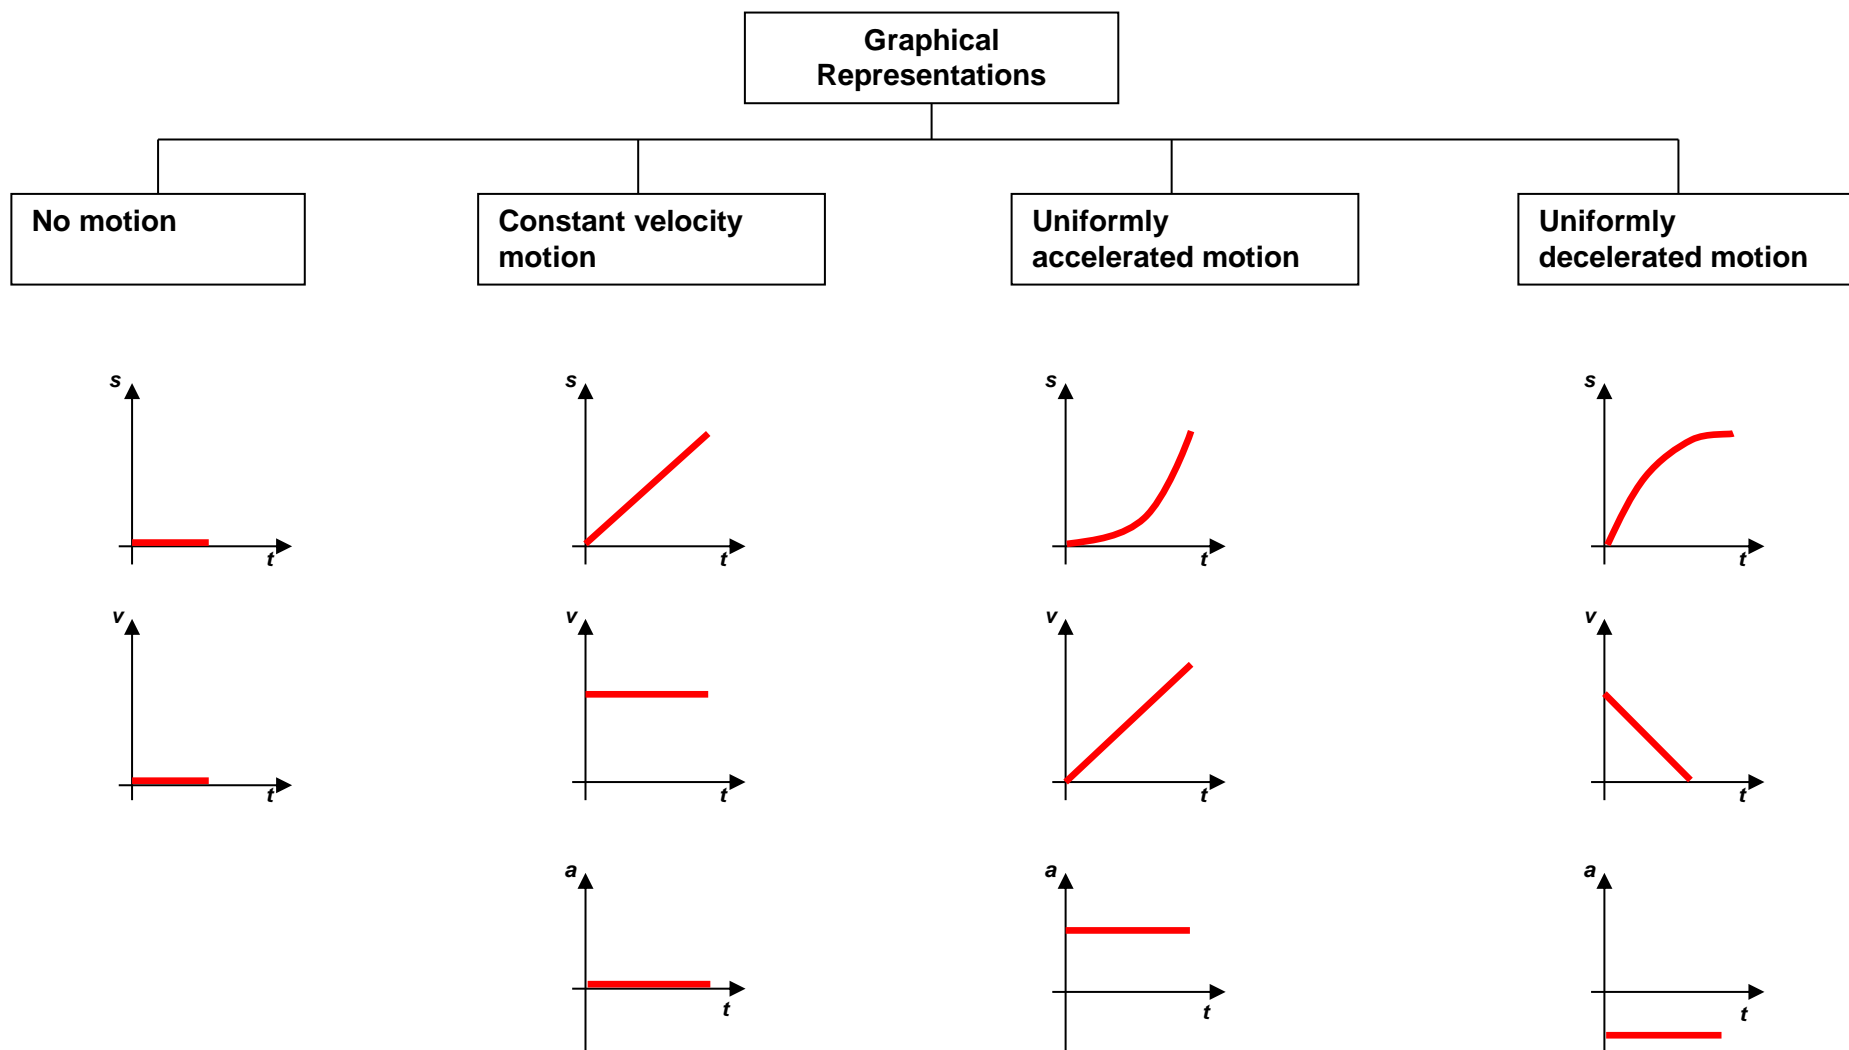 Graphical
Representations
No motion
Constant velocity
motion
Uniformly
accelerated motion
Uniformly
decelerated motion
s
t
s
t
s
t
s
t
v
t
v
t
v
t
v
t
a
t
a
t
a
t